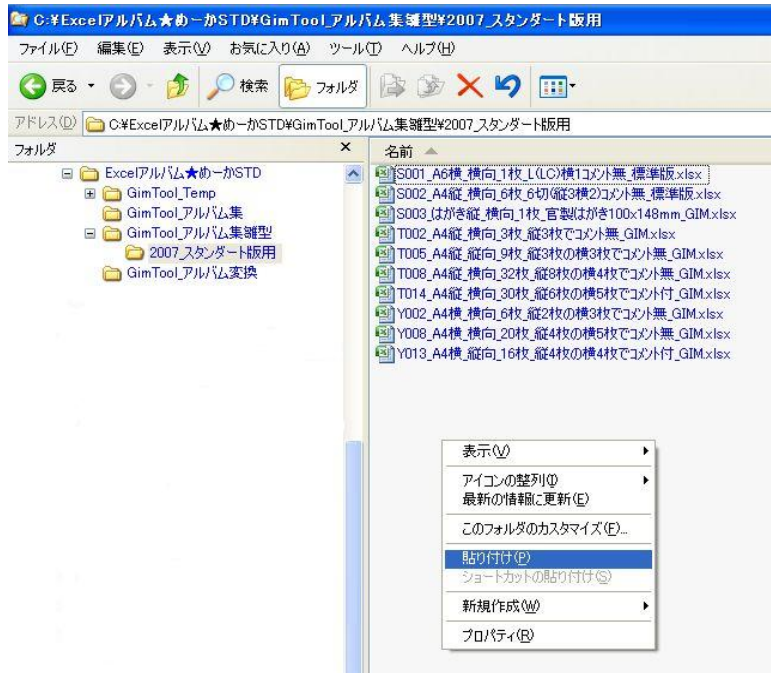 C:¥Excelアルバム★めーかSTD¥GimTool_アルバム集雛型¥2007_スタンダート版用
ファイル(F) 編集(E) 表示(V) お気に入り(A) ツール(T) ヘルプ(H)
戻る 検索 フォルダ
アドレス(D) C:¥Excelアルバム★めーかSTD¥GimTool_アルバム集雛型¥2007_スタンダート版用
フォルダ × 名前
Excelアルバム★めーかSTD
GimTool_Temp
GimTool_アルバム集
GimTool_アルバム集雛型
2007_スタンダート版用
GimTool_アルバム変換
S001_A6横_横向_1枚_L(LC)横1コメント無_標準版.xlsx
S002_A4縦_横向_6枚_6切(縦3横2)コメント無_標準版.xlsx
S003_はがき縦_横向_1枚_官製はがき100x148mm_GIM.xlsx
T002_A4縦_横向_3枚_縦3枚でコメント無_GIM.xlsx
T005_A4縦_縦向_9枚_縦3枚の横3枚でコメント無_GIM.xlsx
T008_A4縦_横向_32枚_縦8枚の横4枚でコメント無_GIM.xlsx
T014_A4縦_横向_30枚_縦6枚の横5枚でコメント付_GIM.xlsx
Y002_A4横_横向_6枚_縦2枚の横3枚でコメント無_GIM.xlsx
Y008_A4横_横向_20枚_縦4枚の横5枚でコメント無_GIM.xlsx
Y013_A4横_縦向_16枚_縦4枚の横4枚でコメント付_GIM.xlsx
表示(V)
アイコンの整列(I)
最新の情報に更新(E)
このフォルダのカスタマイズ(F)...
貼り付け(P)
ショートカットの貼り付け(S)
新規作成(W)
プロパティ(R)